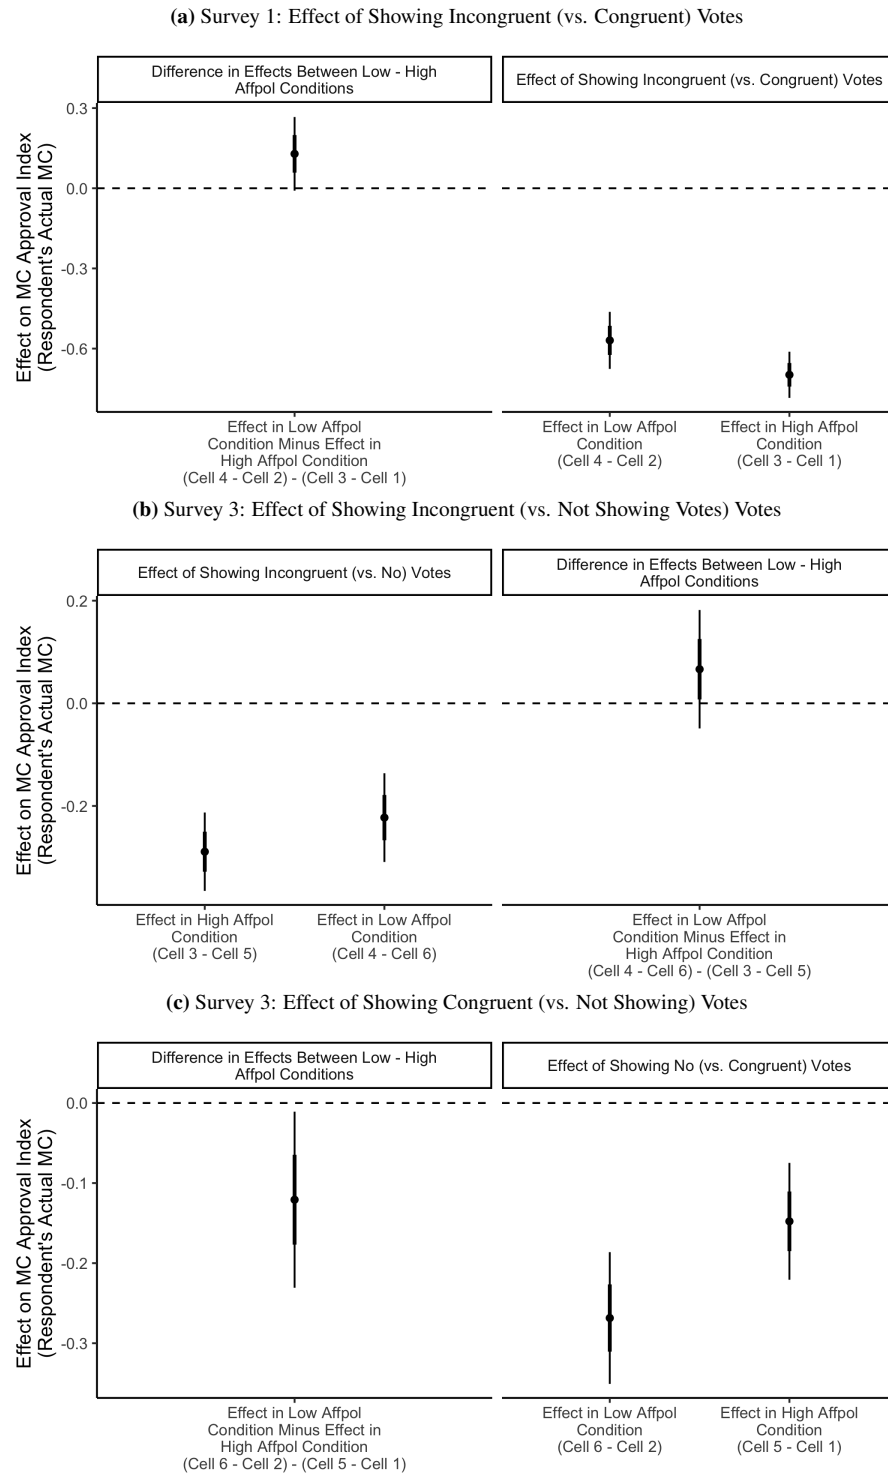 (a) Survey 1: Effect of Showing Incongruent (vs. Congruent) Votes
Difference in Effects Between Low - High
Affpol Conditions
Effect of Showing Incongruent (vs. Congruent) Votes
Effect on MC Approval Index
(Respondent's Actual MC)
0.3
0.0
-0.3
-0.6
Effect in Low Affpol
Condition Minus Effect in
High Affpol Condition
(Cell 4 - Cell 2) - (Cell 3 - Cell 1)
Effect in Low Affpol
Condition
(Cell 4 - Cell 2)
Effect in High Affpol
Condition
(Cell 3 - Cell 1)
(b) Survey 3: Effect of Showing Incongruent (vs. Not Showing Votes) Votes
Effect of Showing Incongruent (vs. No) Votes
Difference in Effects Between Low - High
Affpol Conditions
Effect on MC Approval Index
(Respondent's Actual MC)
0.2
0.0
-0.2
Effect in High Affpol
Condition
(Cell 3 - Cell 5)
Effect in Low Affpol
Condition
(Cell 4 - Cell 6)
Effect in Low Affpol
Condition Minus Effect in
High Affpol Condition
(Cell 4 - Cell 6) - (Cell 3 - Cell 5)
(c) Survey 3: Effect of Showing Congruent (vs. Not Showing) Votes
Difference in Effects Between Low - High
Affpol Conditions
Effect of Showing No (vs. Congruent) Votes
Effect on MC Approval Index
(Respondent's Actual MC)
0.0
-0.1
-0.2
-0.3
Effect in Low Affpol
Condition Minus Effect in
High Affpol Condition
(Cell 6 - Cell 2) - (Cell 5 - Cell 1)
Effect in Low Affpol
Condition
(Cell 6 - Cell 2)
Effect in High Affpol
Condition
(Cell 5 - Cell 1)